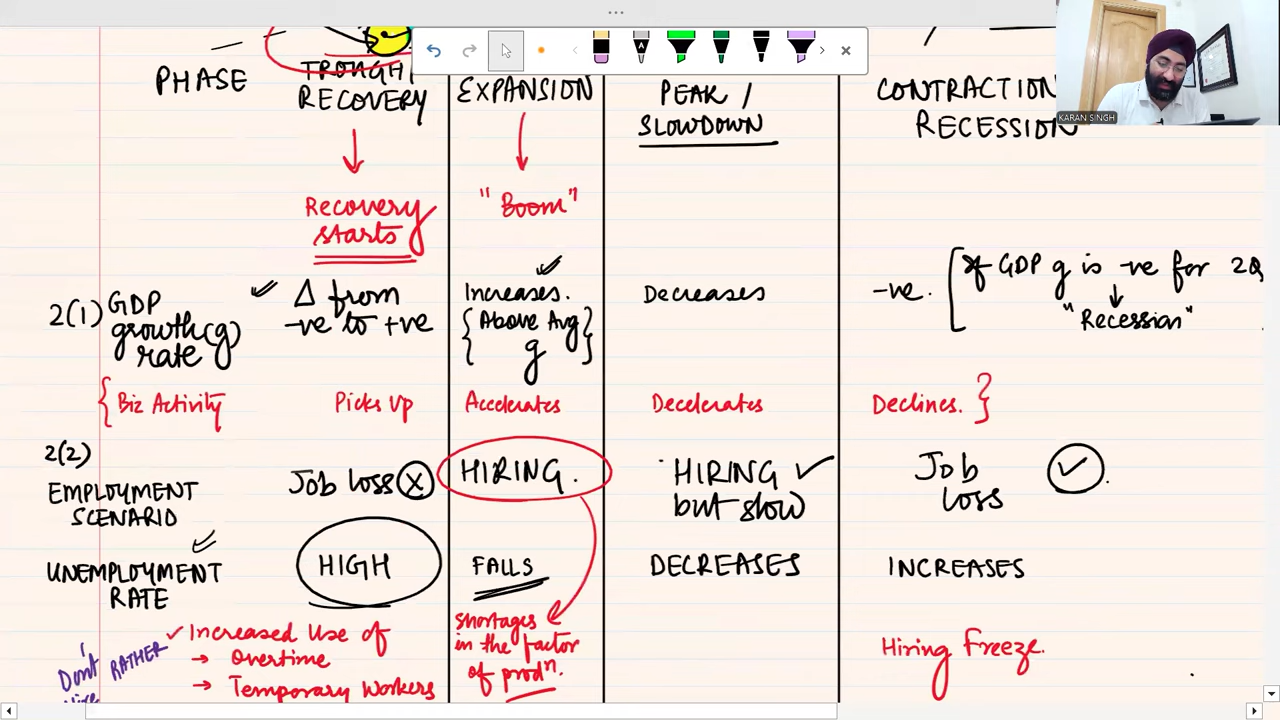 KARAN SINGH
PHASE
TROUGH/
RECOVERY
EXPANSION
PEAK /
SLOWDOWN
CONTRACTION
RECESSION
Recovery
starts
"Boom"
2(1) GDP
growth(g)
rate
Δ from
-ve to +ve
Increases.
{Above Avg}
g
Decreases
-ve.
If GDP g is -ve for 2Q
"Recession"
{ Biz Activity
Picks Up
Accelerates
Decelerates
Declines. }
2(2)
EMPLOYMENT
SCENARIO
Job loss X
HIRING.
HIRING ✓
but slow
Job
loss ✓
UNEMPLOYMENT
RATE
HIGH
FALLS
DECREASES
INCREASES
Don't
RATHER
✓ Increased Use of
→ Overtime
→ Temporary Workers
Shortages
in the factor
of prodⁿ.
Hiring Freeze.